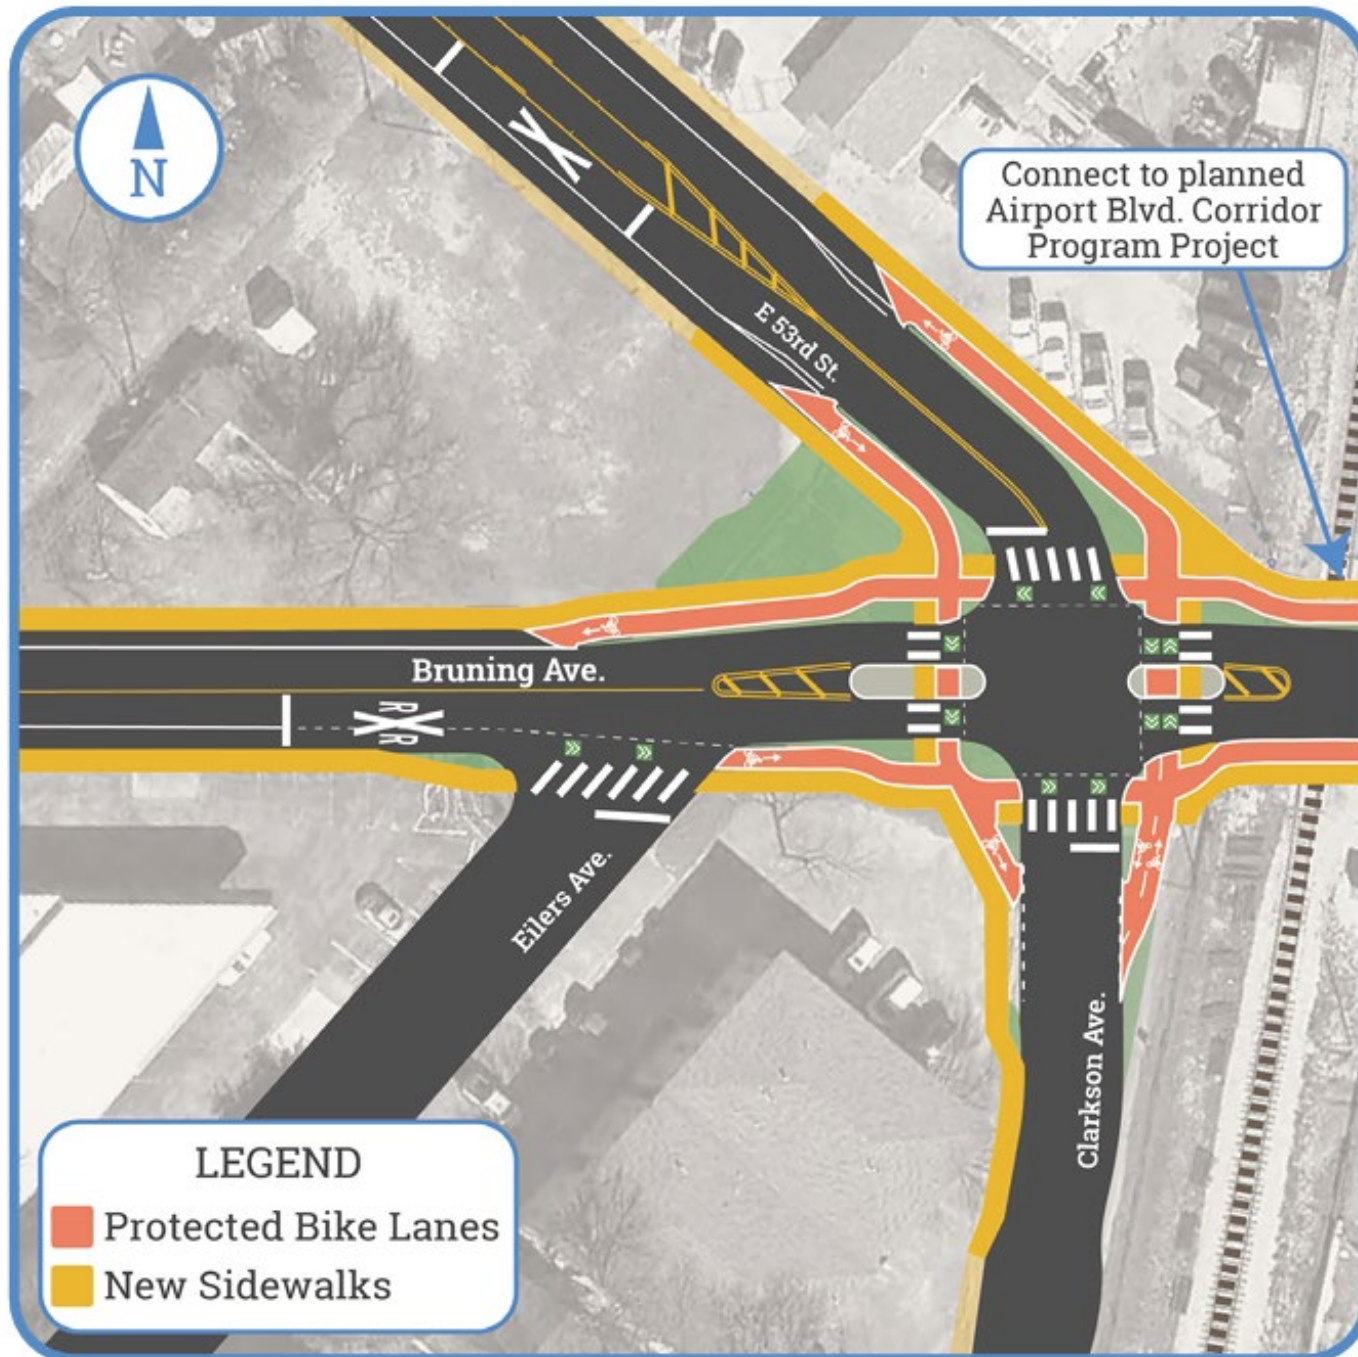 N
Connect to planned
Airport Blvd. Corridor
Program Project
E 53rd St.
Bruning Ave.
R
R
Eilers Ave.
Clarkson Ave.
LEGEND
Protected Bike Lanes
New Sidewalks